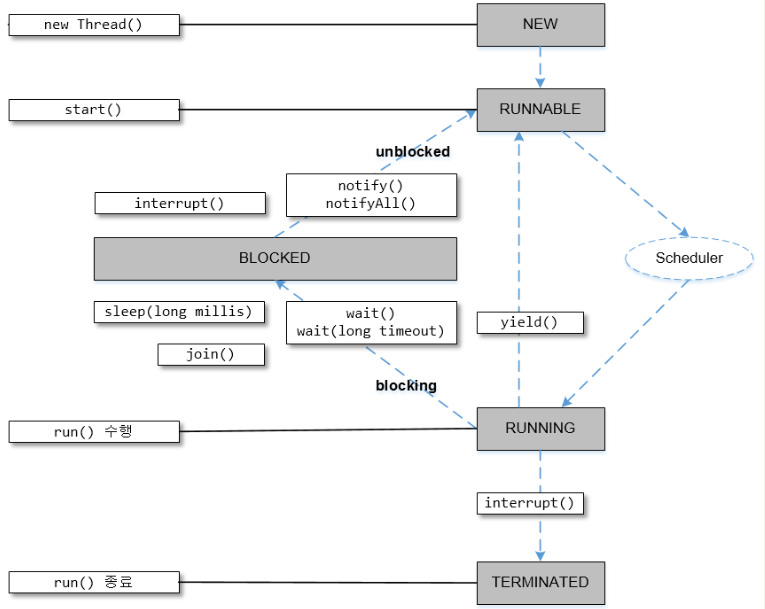 new Thread()
NEW
start()
RUNNABLE
unblocked
notify()
notifyAll()
interrupt()
BLOCKED
Scheduler
sleep(long millis)
wait()
wait(long timeout)
yield()
join()
blocking
run() 수행
RUNNING
interrupt()
run() 종료
TERMINATED